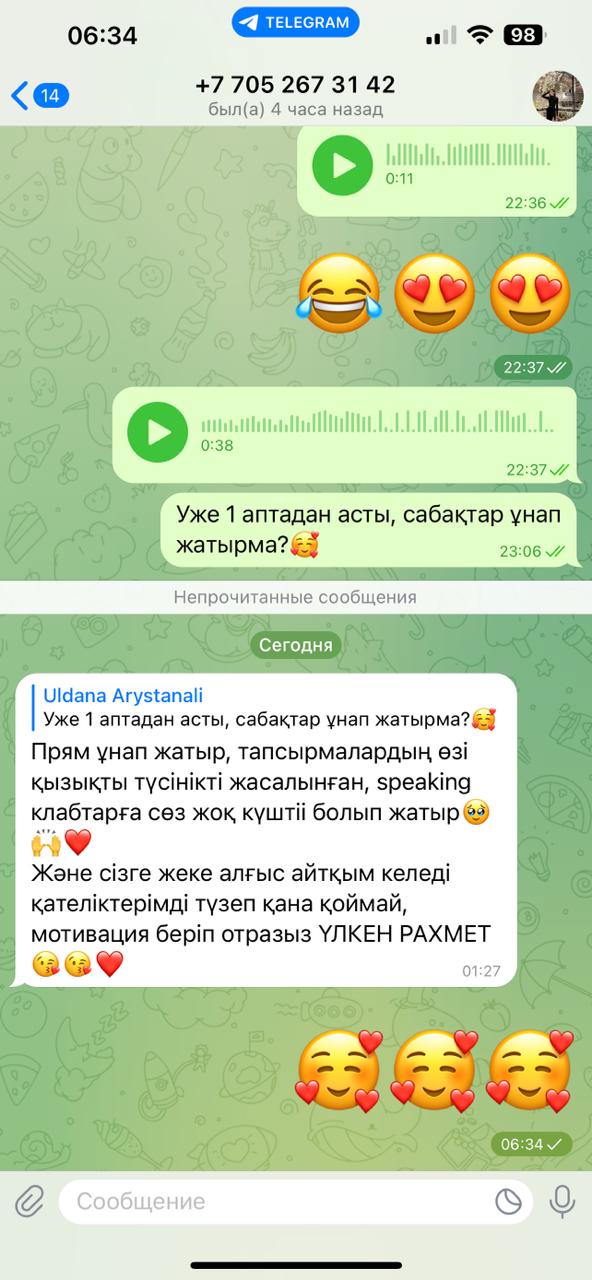 06:34
TELEGRAM
98
14
+7 705 267 31 42
был(а) 4 часа назад
0:11
22:36
😂😍😍
22:37
0:38
22:37
Уже 1 аптадан асты, сабақтар ұнап
жатырма?🥰
23:06
Непрочитанные сообщения
Сегодня
Uldana Arystanali
Уже 1 аптадан асты, сабақтар ұнап жатырма?🥰
Прям ұнап жатыр, тапсырмалардың өзі
қызықты түсінікті жасалынған, speaking
клабтарға сөз жоқ күштіі болып жатыр🥹
🙌❤️
Және сізге жеке алғыс айтқым келеді
қателіктерімді түзеп қана қоймай,
мотивация беріп отразыз ҮЛКЕН РАХМЕТ
😘😘❤️
01:27
🥰🥰🥰
06:34
Сообщение